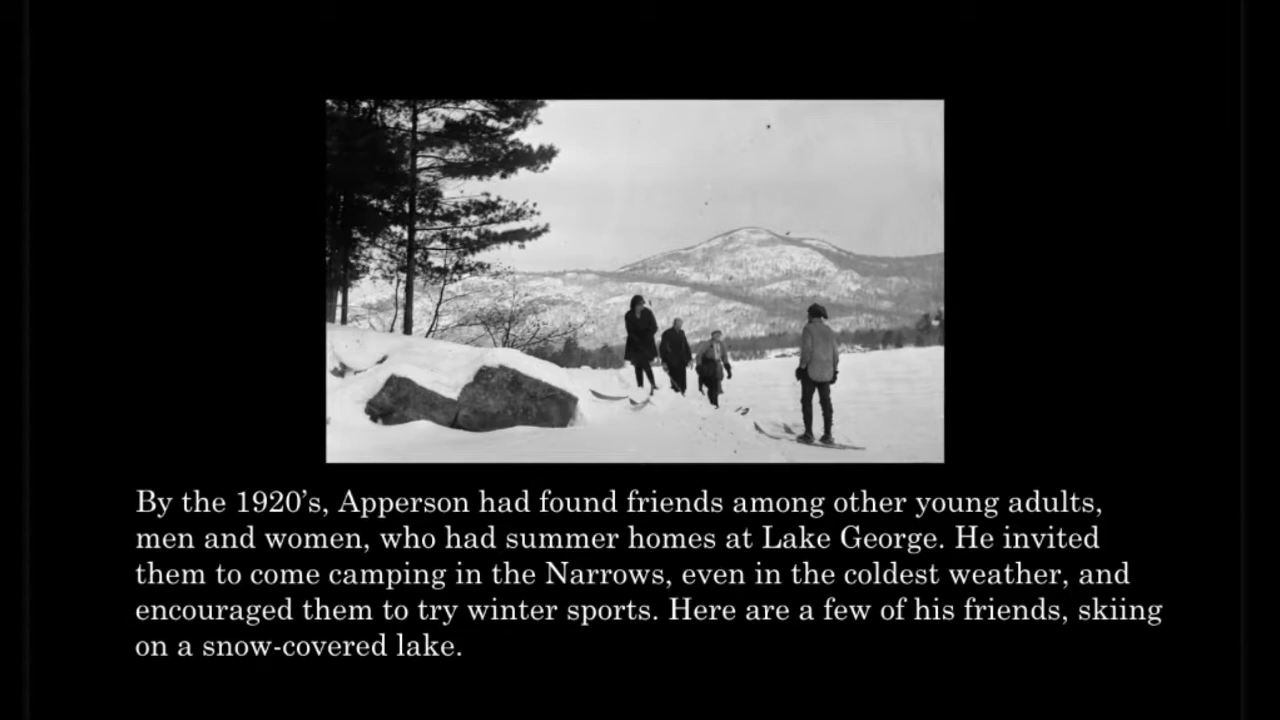 By the 1920’s, Apperson had found friends among other young adults,
men and women, who had summer homes at Lake George. He invited
them to come camping in the Narrows, even in the coldest weather, and
encouraged them to try winter sports. Here are a few of his friends, skiing
on a snow-covered lake.